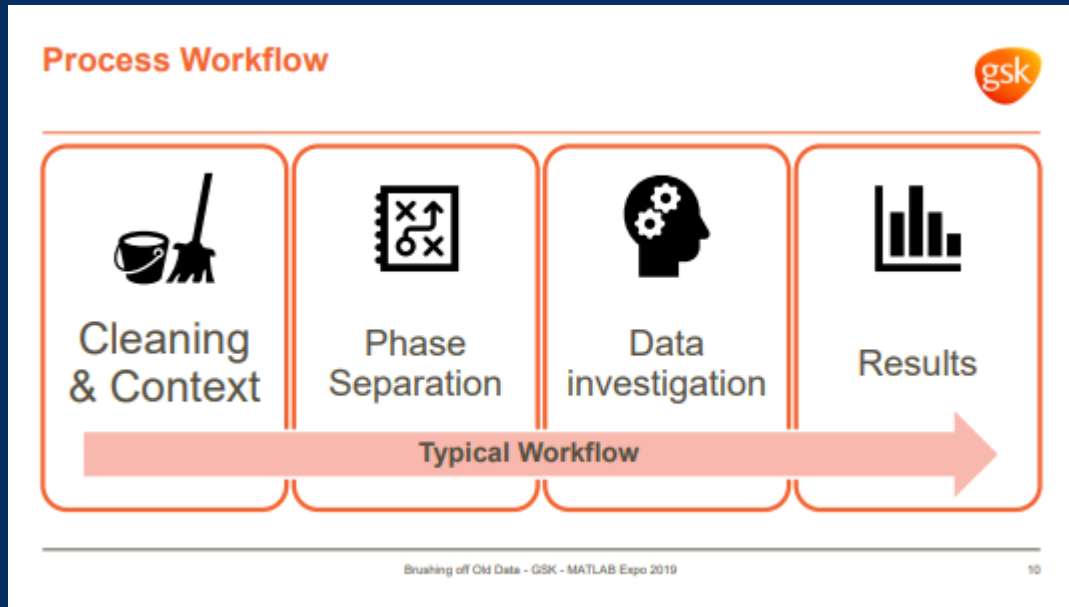 Process Workflow
gsk
Cleaning
& Context
Phase
Separation
Data
investigation
Results
Typical Workflow
Brushing off Old Data - GSK - MATLAB Expo 2019
10